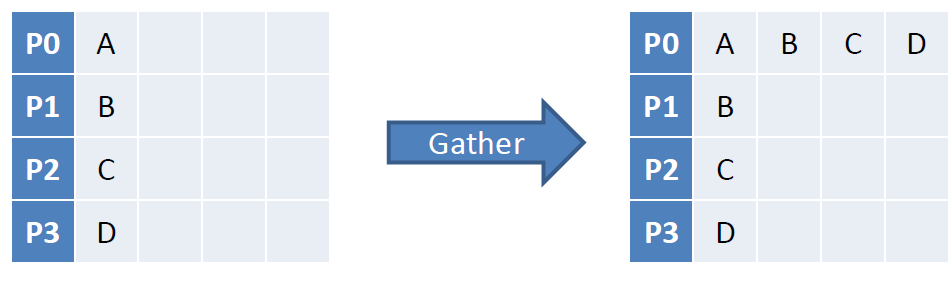 P0 A
P1 B
P2 C
P3 D
Gather
P0 A B C D
P1 B
P2 C
P3 D